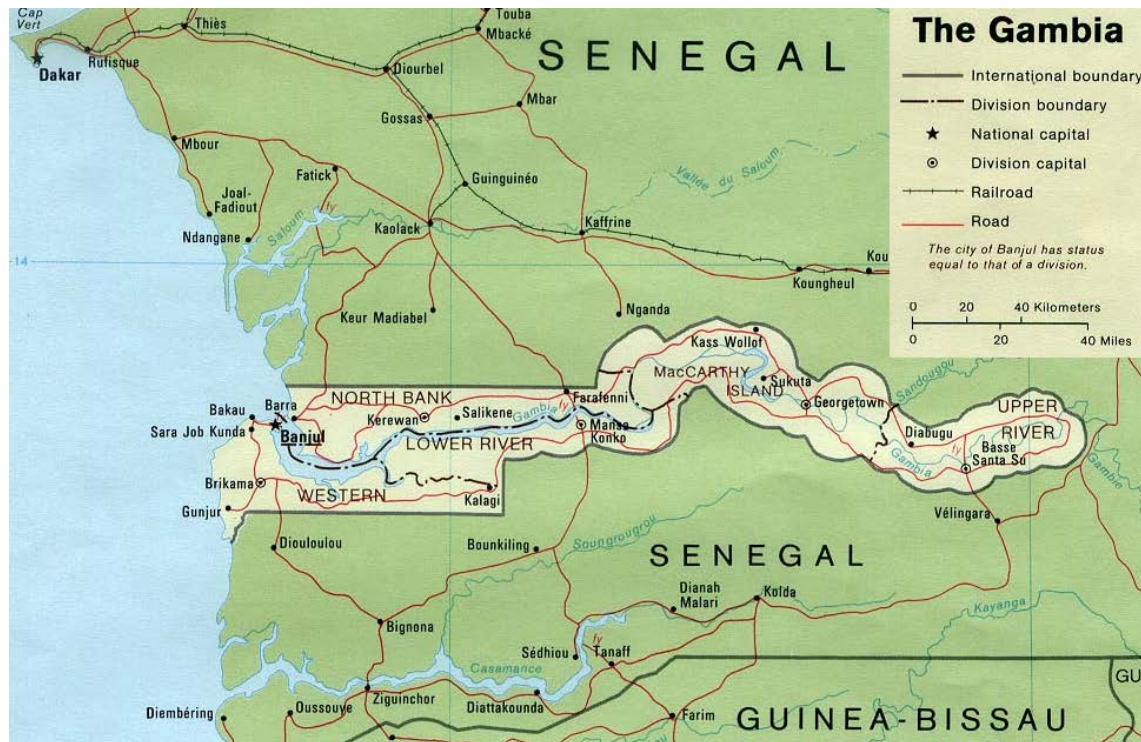 Cap
Vert
Dakar
Rufisque
Thiès
Touba
Mbacké
Diourbel
SENEGAL
Mbar
Gossas
Mbour
Fatick
Guinguinéo
Vallée du Saloum
Joal-
Fadiout
Ndangane
Saloum
fy
Kaolack
Kaffrine
14
Koungheul
Kou
Keur Madiabel
Nganda
The Gambia
International boundary
Division boundary
National capital
Division capital
Railroad
Road
The city of Banjul has status
equal to that of a division.
0 20 40 Kilometers
0 20 40 Miles
Kass Wollof
MacCARTHY
ISLAND
Sukuta
Georgetown
Sandougou
NORTH BANK
Farafenni
Bakau
Barra
Kerewan
Salikene
Gambia
fy
Sara Job Kunda
Banjul
Mansa
Konko
LOWER RIVER
UPPER
RIVER
Diabugu
fy
Basse
Santa Su
Gambia
Gambie
Brikama
WESTERN
Kalagi
Gunjur
Vélingara
Diouloulou
Bounkiling
Soungrougrou
SENEGAL
Dianah
Malari
Kolda
Kayanga
Bignona
Sédhiou
fy
Tanaff
Casamance
Ziguinchor
Diattakounda
Diembéring
Oussouye
Farim
GUINEA-BISSAU
GU